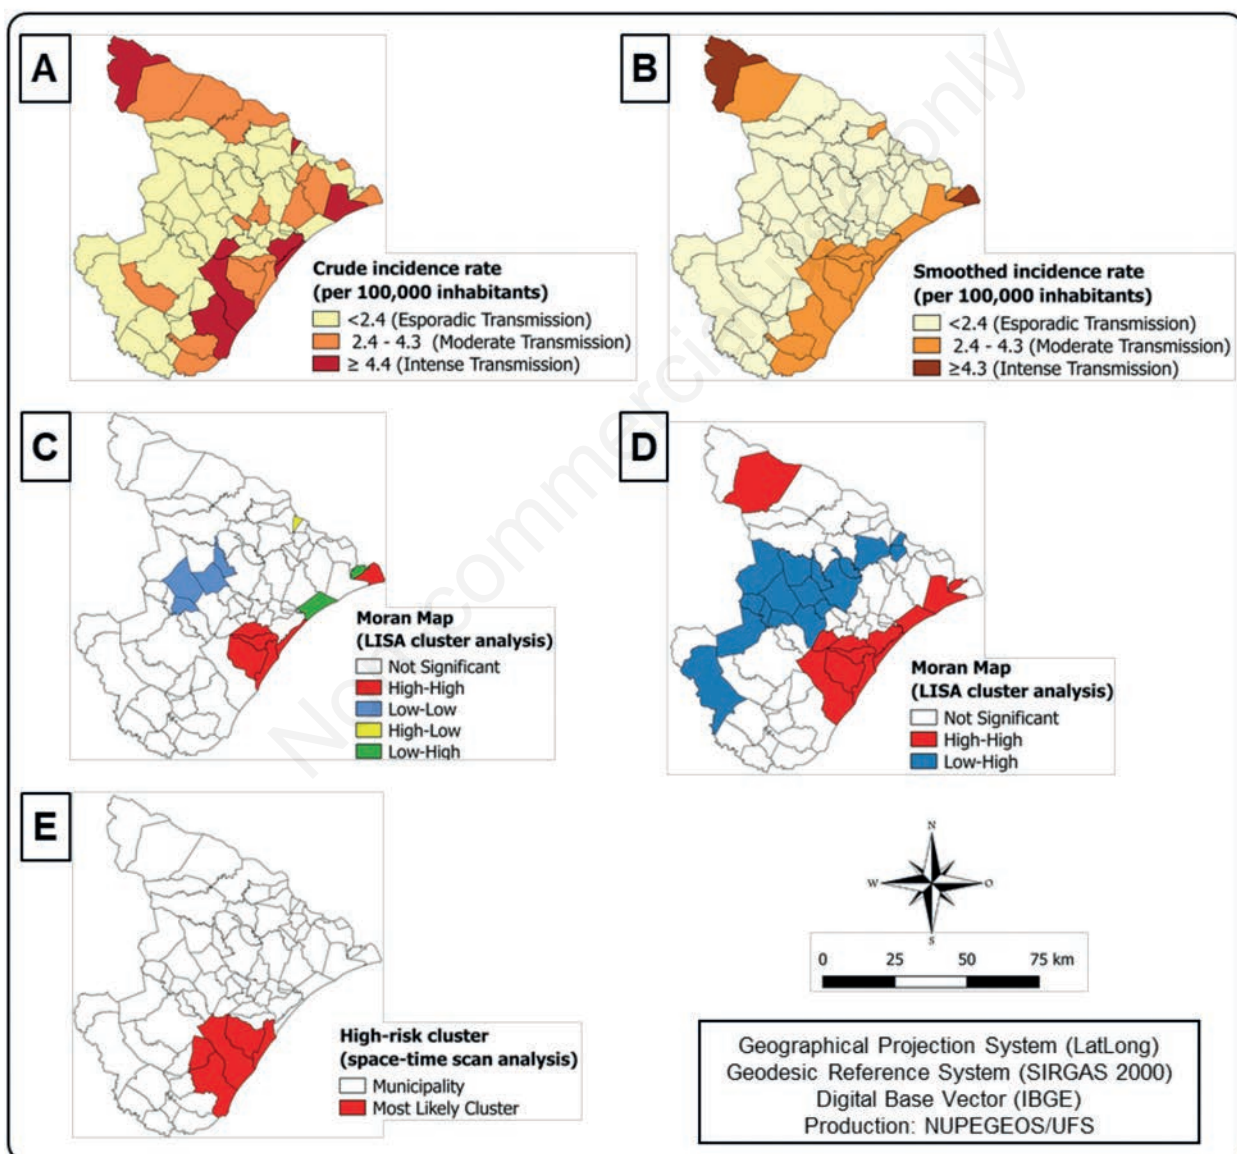 A
Crude incidence rate
(per 100,000 inhabitants)
<2.4 (Esporadic Transmission)
2.4 - 4.3 (Moderate Transmission)
≥ 4.4 (Intense Transmission)
B
Smoothed incidence rate
(per 100,000 inhabitants)
<2.4 (Esporadic Transmission)
2.4 - 4.3 (Moderate Transmission)
≥4.3 (Intense Transmission)
C
Moran Map
(LISA cluster analysis)
Not Significant
High-High
Low-Low
High-Low
Low-High
D
Moran Map
(LISA cluster analysis)
Not Significant
High-High
Low-High
E
High-risk cluster
(space-time scan analysis)
Municipality
Most Likely Cluster
N
W
O
S
0 25 50 75 km
Geographical Projection System (LatLong)
Geodesic Reference System (SIRGAS 2000)
Digital Base Vector (IBGE)
Production: NUPEGEOS/UFS